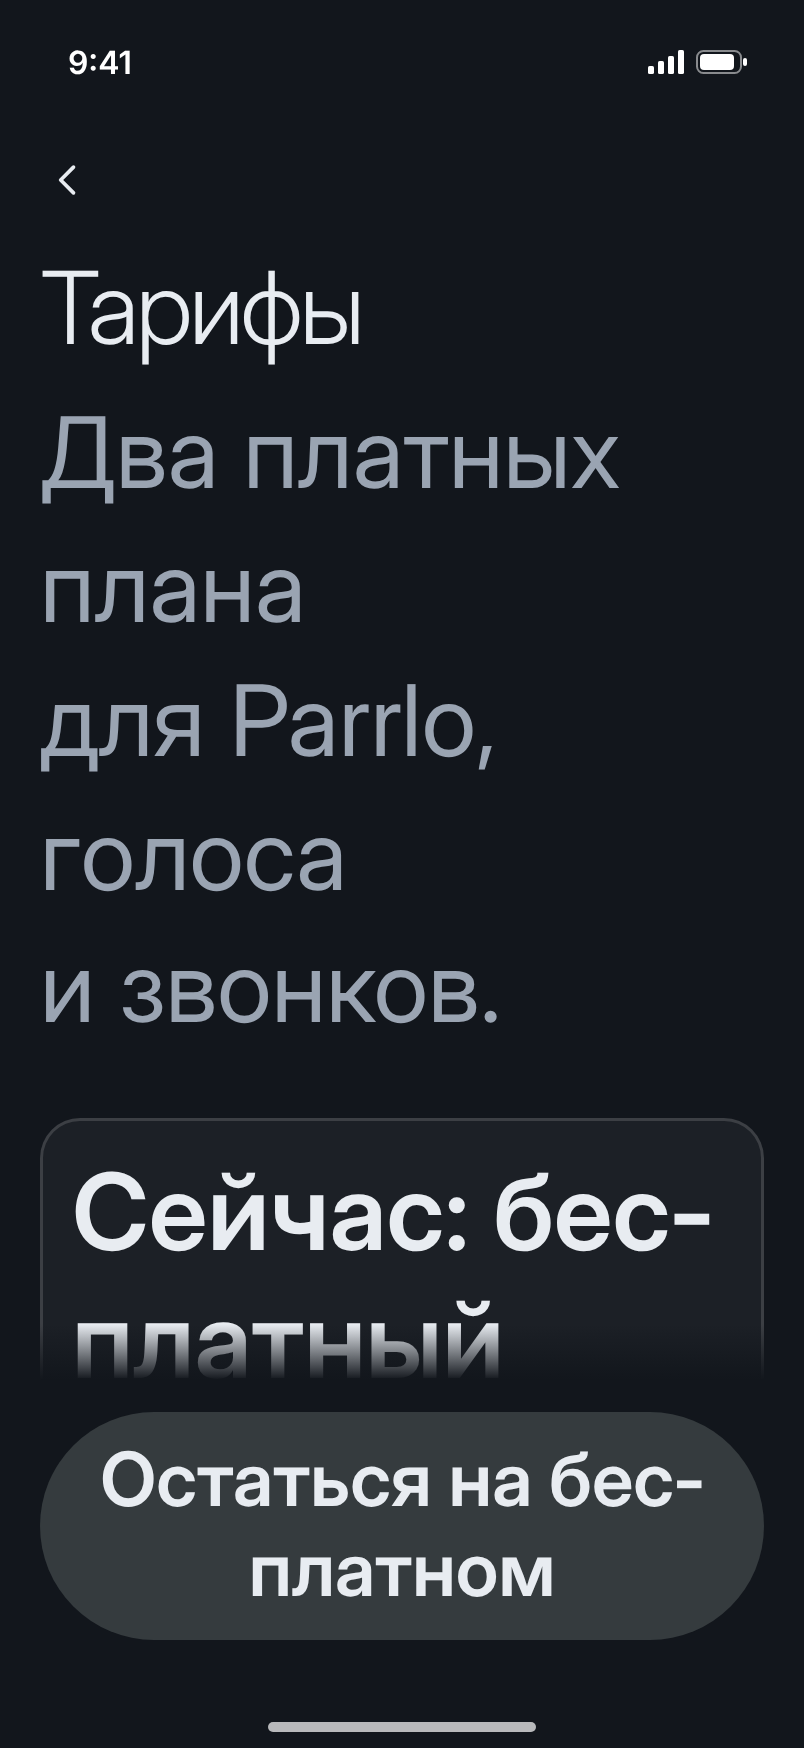 9:41
Тарифы
Два платных
плана
для Parrlo,
голоса
и звонков.
Сейчас: бес-
платный
Остаться на бес-
платном